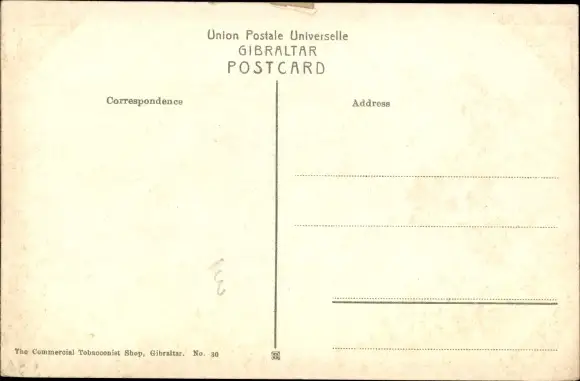 Union Postale Universelle
GIBRALTAR
POSTCARD
Correspondence
Address
The Commercial Tobacconist Shop, Gibraltar. No. 30